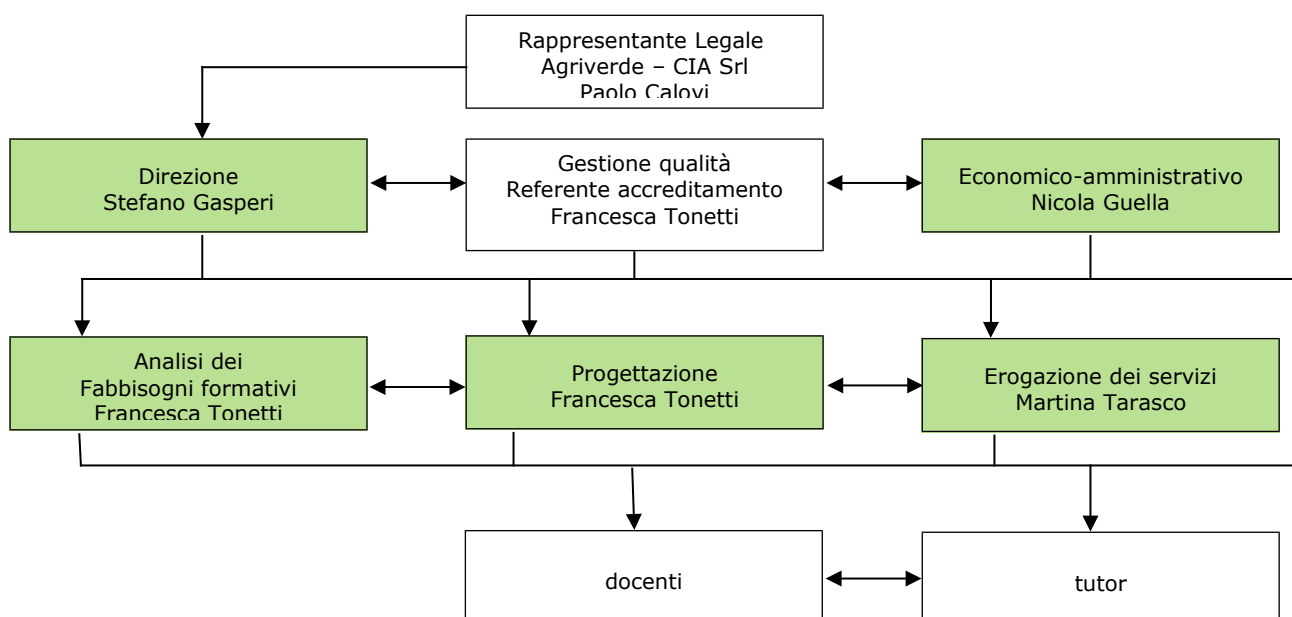 Rappresentante Legale
Agriverde – CIA Srl
Paolo Calovi
Direzione
Stefano Gasperi
Gestione qualità
Referente accreditamento
Francesca Tonetti
Economico-amministrativo
Nicola Guella
Analisi dei
Fabbisogni formativi
Francesca Tonetti
Progettazione
Francesca Tonetti
Erogazione dei servizi
Martina Tarasco
docenti
tutor